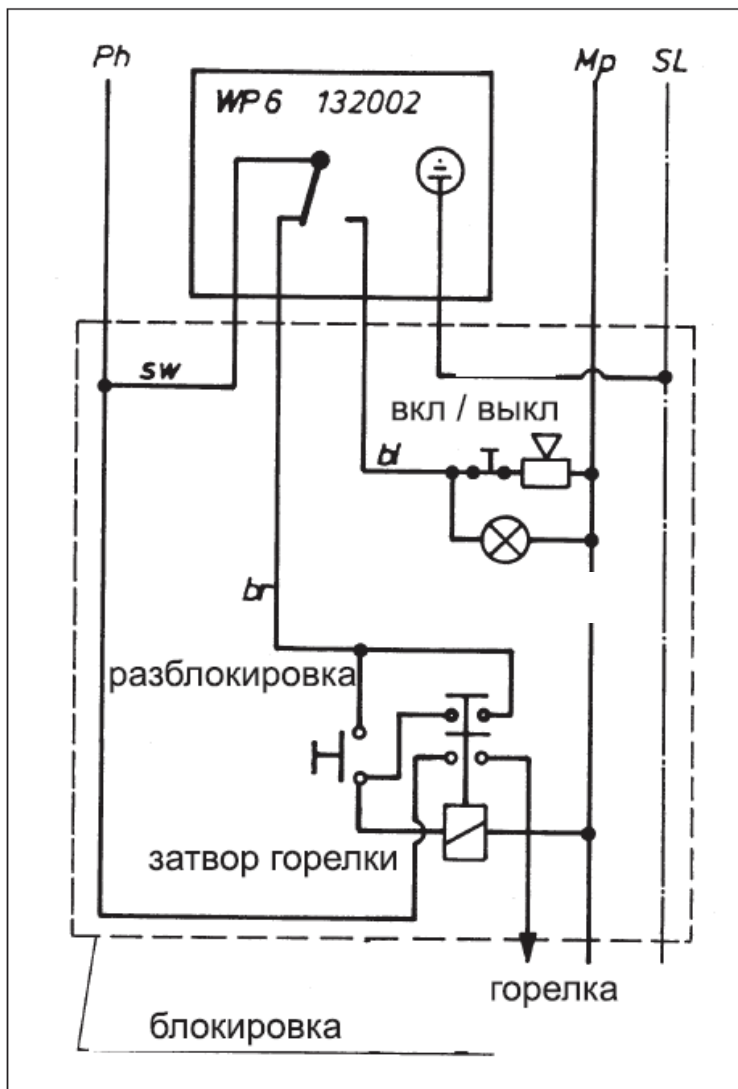 Ph
Mp SL
WP6 132002
sw
вкл / выкл
bl
br
разблокировка
затвор горелки
горелка
блокировка